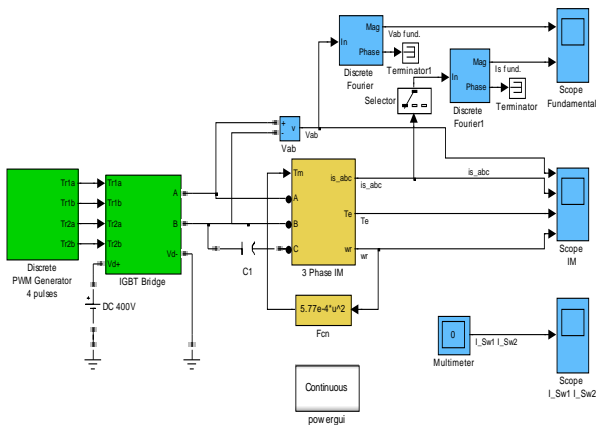 Mag
Vab fund.
In
Phase
Discrete
Fourier
Terminator1
Mag
Is fund.
In
Phase
Discrete
Fourier1
Terminator
Selector
Scope
Fundamental
+
-
v
Vab
Vab
Tr1a
Tr1b
Tr2a
Tr2b
Discrete
PWM Generator
4 pulses
Tr1a
Tr1b
Tr2a
Tr2b
Vd+
A
B
Vd-
IGBT Bridge
+
DC 400V
C1
Tm
A
B
C
is_abc
Te
wr
3 Phase IM
is_abc
is_abc
Te
wr
Scope
IM
5.77e-4*u^2
Fcn
0
Multimeter
I_Sw1 I_Sw2
Scope
I_Sw1 I_Sw2
Continuous
powergui